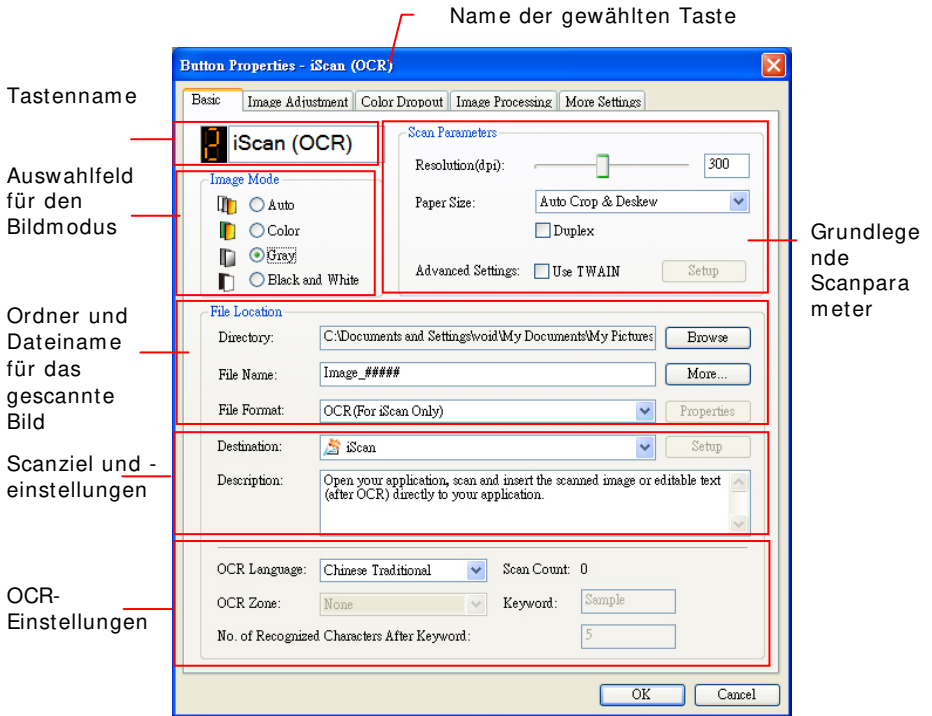 Name der gewählten Taste
Button Properties - iScan (OCR)
Basic Image Adjustment Color Dropout Image Processing More Settings
Tastenname
2 iScan (OCR)
Auswahlfeld
für den
Bildmodus
Image Mode
Auto
Color
Gray
Black and White
Scan Parameters
Resolution(dpi): 300
Paper Size: Auto Crop & Deskew
Duplex
Advanced Settings: Use TWAIN Setup
Grundlege
nde
Scanpara
meter
Ordner und
Dateiname
für das
gescannte
Bild
File Location
Directory: C:\Documents and Settings\void\My Documents\My Pictures Browse
File Name: Image_##### More...
File Format: OCR(For iScan Only) Properties
Scanziel und -
einstellungen
Destination: iScan Setup
Description: Open your application, scan and insert the scanned image or editable text
(after OCR) directly to your application.
OCR-
Einstellungen
OCR Language: Chinese Traditional Scan Count: 0
OCR Zone: None Keyword: Sample
No. of Recognized Characters After Keyword: 5
OK Cancel